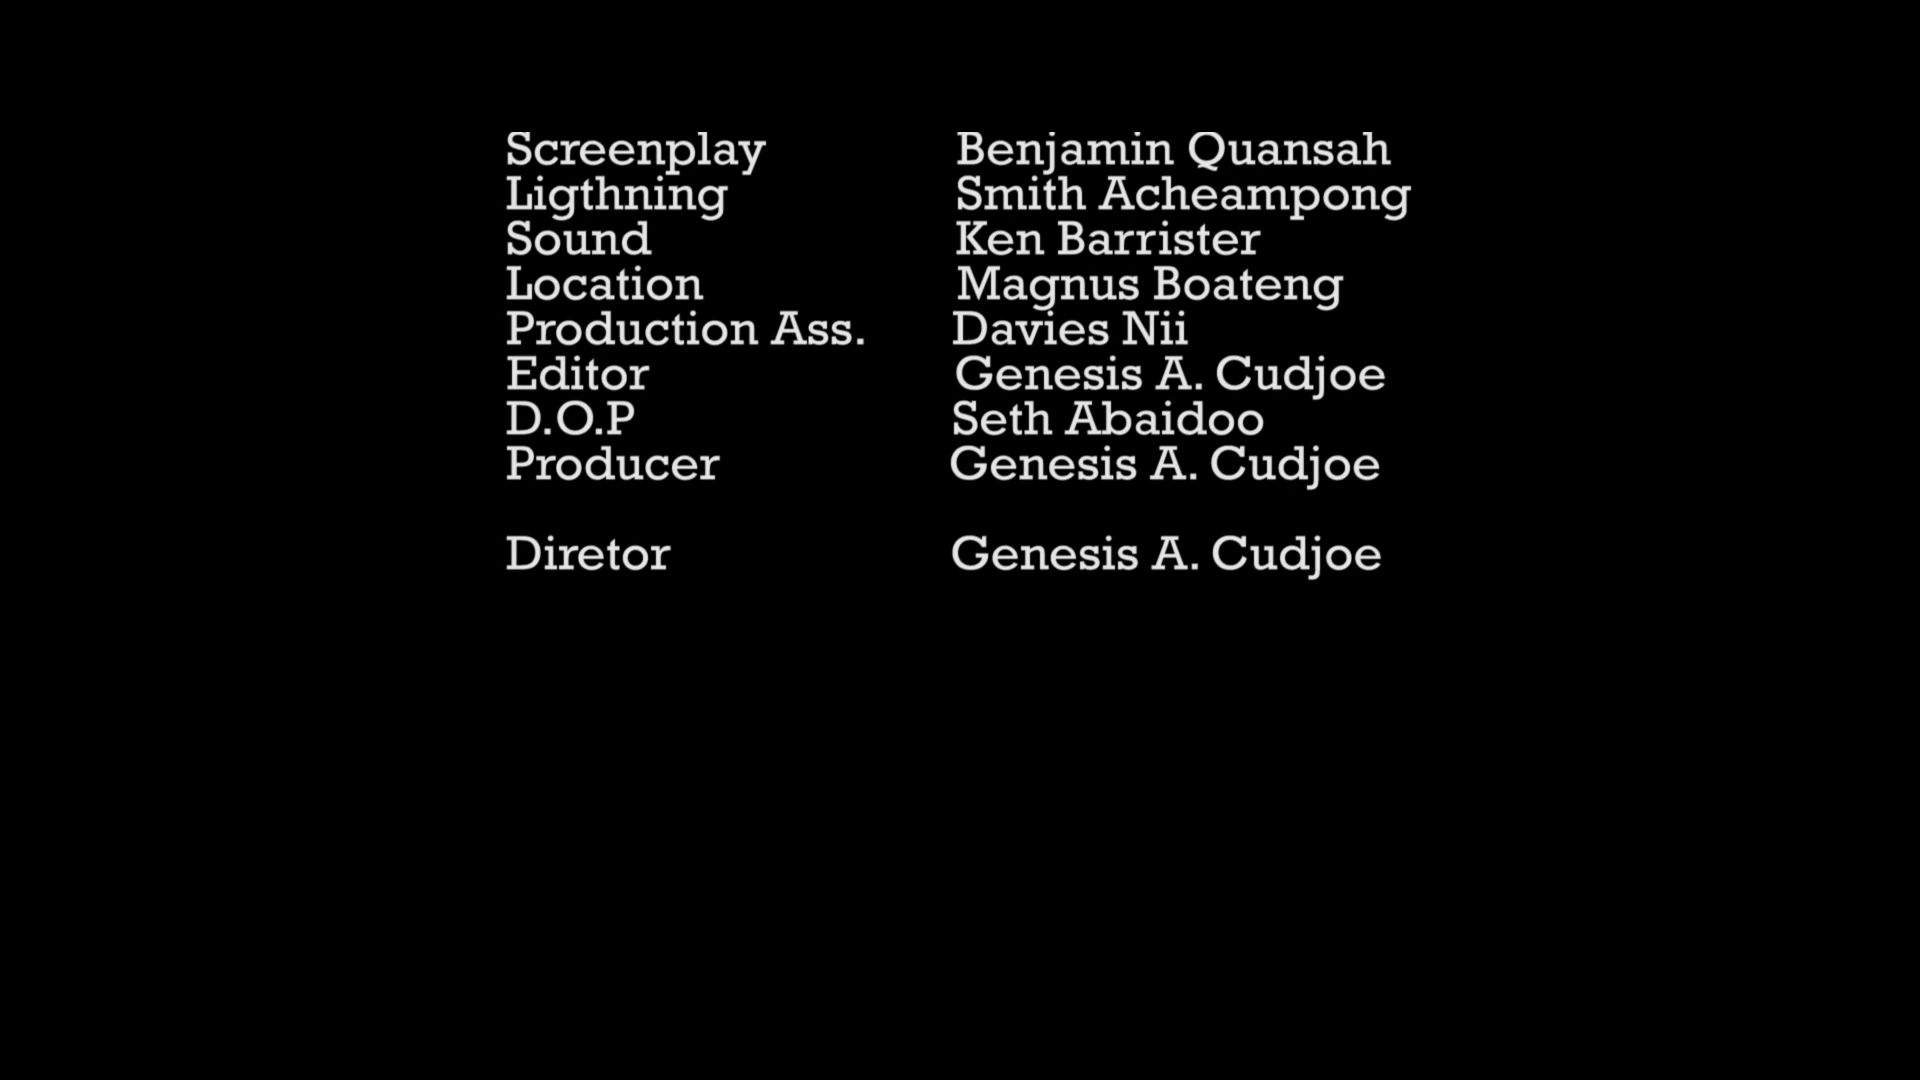 Screenplay Benjamin Quansah
Ligthning Smith Acheampong
Sound Ken Barrister
Location Magnus Boateng
Production Ass. Davies Nii
Editor Genesis A. Cudjoe
D.O.P Seth Abaidoo
Producer Genesis A. Cudjoe
Diretor Genesis A. Cudjoe